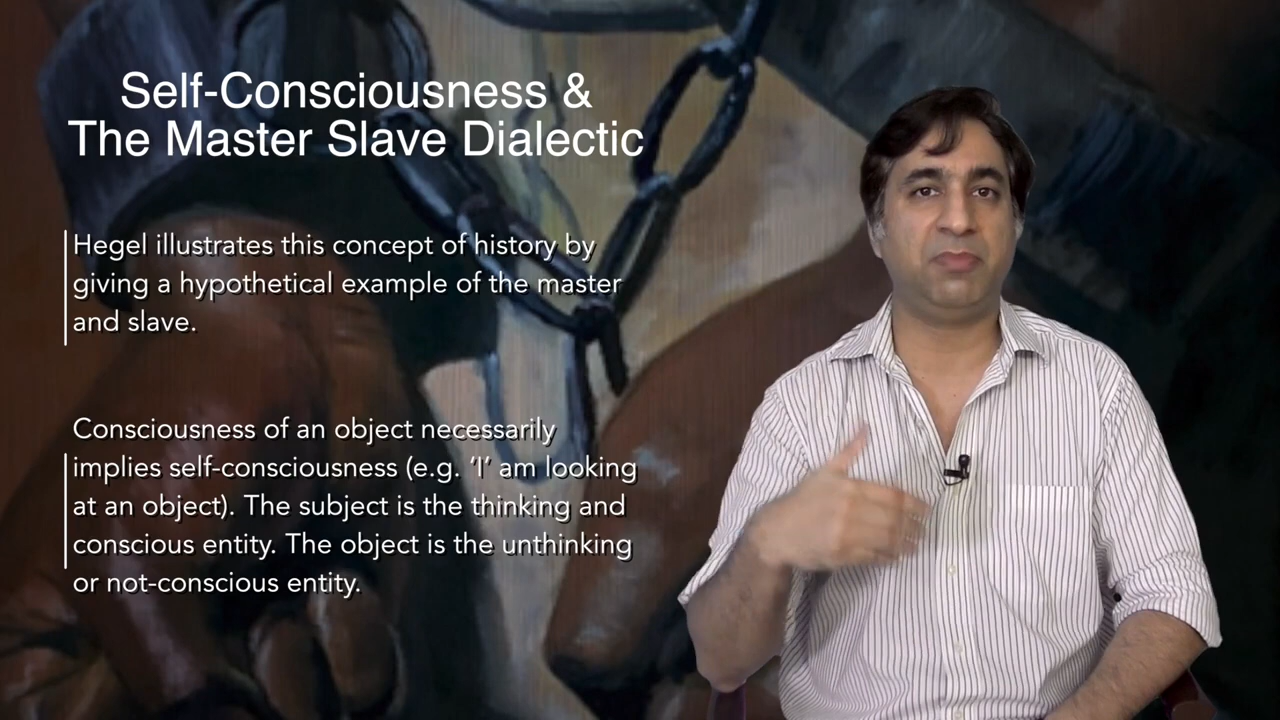 Self-Consciousness &
The Master Slave Dialectic
Hegel illustrates this concept of history by
giving a hypothetical example of the master
and slave.
Consciousness of an object necessarily
implies self-consciousness (e.g. ‘I’ am looking
at an object). The subject is the thinking and
conscious entity. The object is the unthinking
or not-conscious entity.